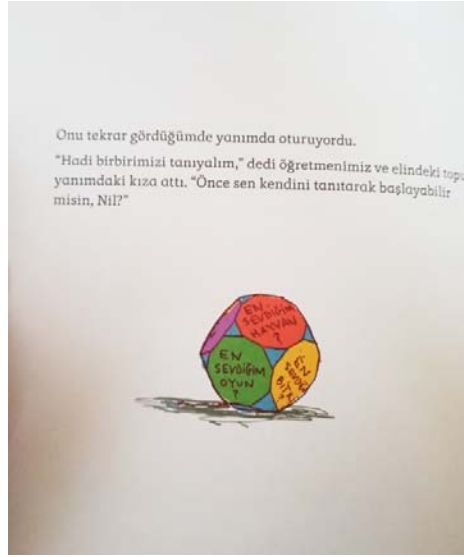 Onu tekrar gördüğümde yanımda oturuyordu.
"Hadi birbirimizi tanıyalım," dedi öğretmenimiz ve elindeki topu
yanımdaki kıza attı. "Önce sen kendini tanıtarak başlayabilir
misin, Nil?"
EN
SEVDİĞİM
HAYVAN
?
EN
SEVDİĞİM
OYUN
?
EN